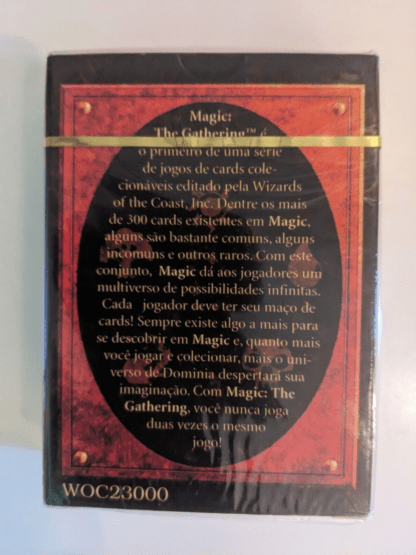 Magic:
The Gathering™ é
o primeiro de uma série
de jogos de cards cole-
cionáveis editado pela Wizards
of the Coast, Inc. Dentre os mais
de 300 cards existentes em Magic,
alguns são bastante comuns, alguns
incomuns e outros raros. Com este
conjunto, Magic dá aos jogadores um
multiverso de possibilidades infinitas.
Cada jogador deve ter seu maço de
cards! Sempre existe algo a mais para
se descobrir em Magic e, quanto mais
você jogar e colecionar, mais o uni-
verso de Dominia despertará sua
imaginação. Com Magic: The
Gathering, você nunca joga
duas vezes o mesmo
jogo!
WOC23000